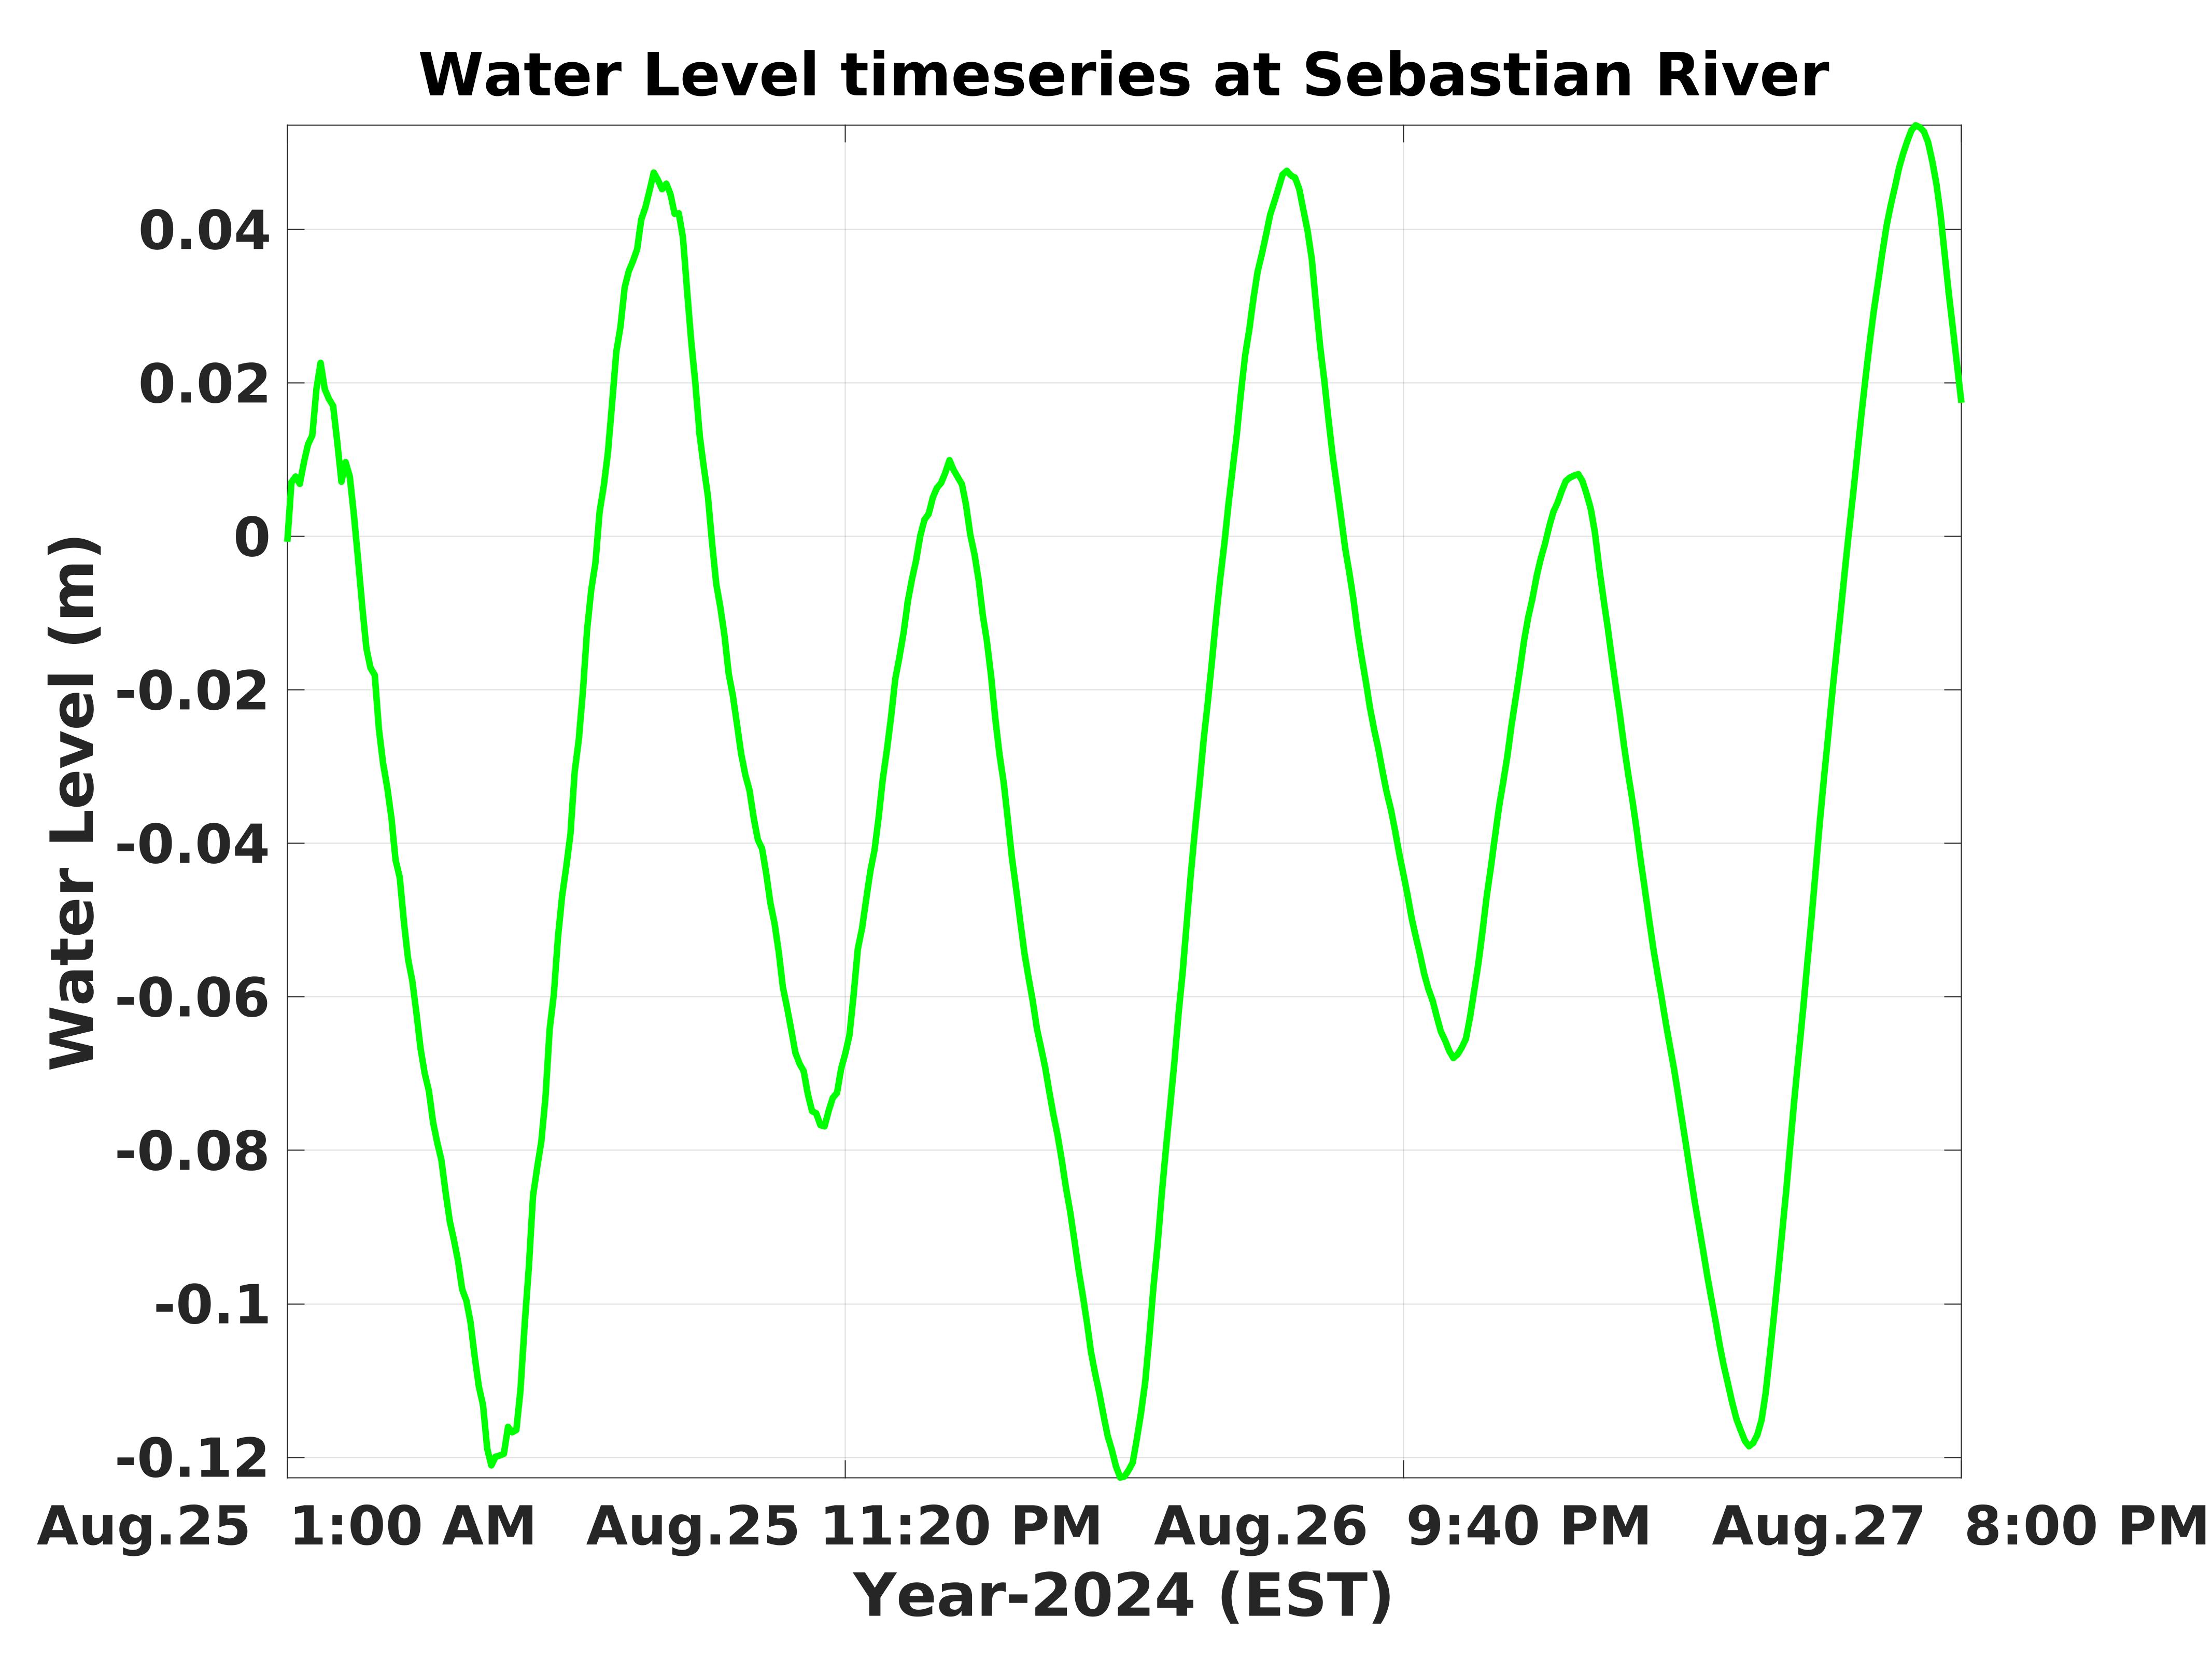 Water Level timeseries at Sebastian River
0.04
0.02
0
-0.02
-0.04
-0.06
-0.08
-0.1
-0.12
Water Level (m)
Aug.25 1:00 AM
Aug.25 11:20 PM
Aug.26 9:40 PM
Aug.27 8:00 PM
Year-2024 (EST)